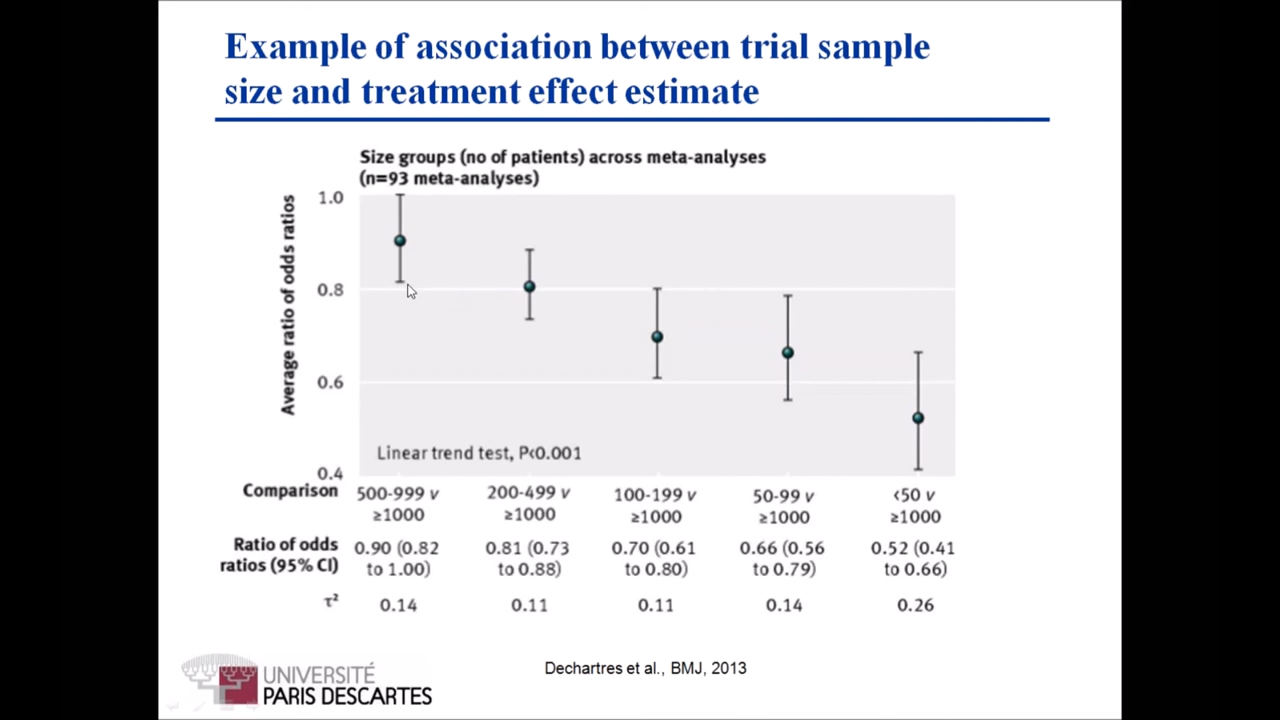 Example of association between trial sample
size and treatment effect estimate
Size groups (no of patients) across meta-analyses
(n=93 meta-analyses)
Average ratio of odds ratios
1.0
0.8
0.6
0.4
Linear trend test, P<0.001
Comparison 500-999 v 200-499 v 100-199 v 50-99 v <50 v
≥1000 ≥1000 ≥1000 ≥1000 ≥1000
Ratio of odds 0.90 (0.82 0.81 (0.73 0.70 (0.61 0.66 (0.56 0.52 (0.41
ratios (95% CI) to 1.00) to 0.88) to 0.80) to 0.79) to 0.66)
τ² 0.14 0.11 0.11 0.14 0.26
Dechartres et al., BMJ, 2013
UNIVERSITÉ
PARIS DESCARTES